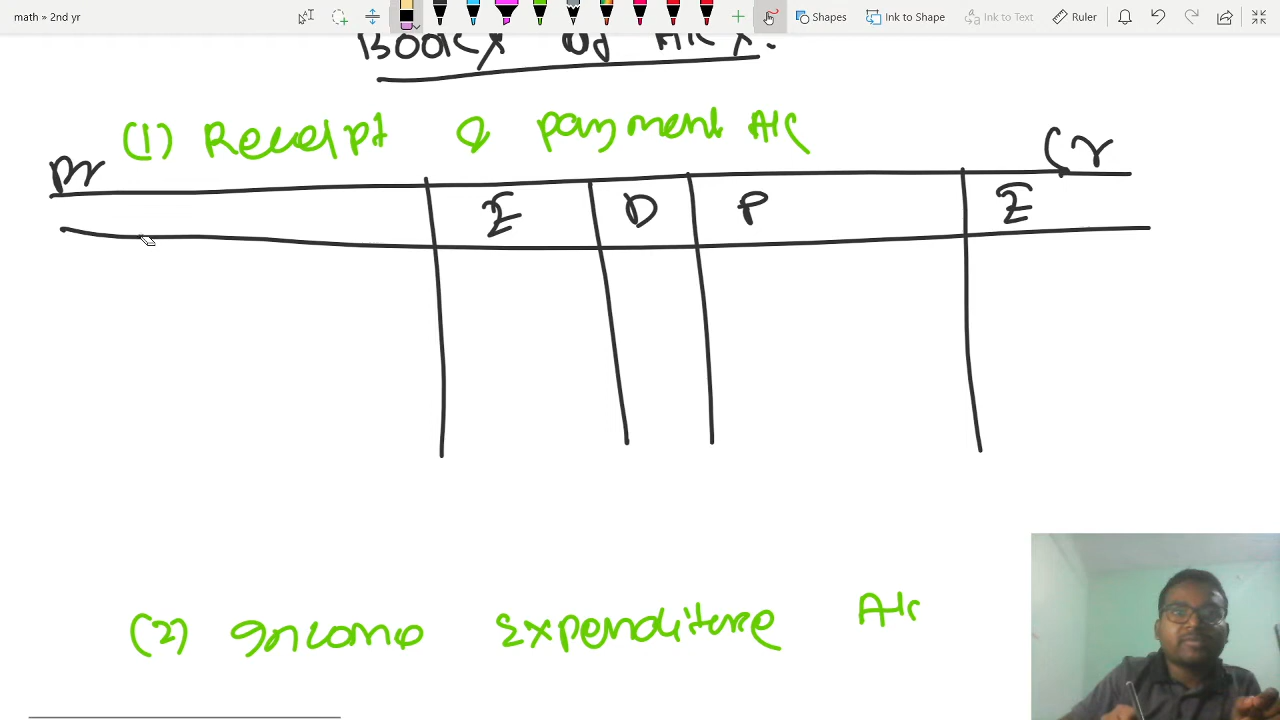 math » 2nd yr
Shapes
Ink to Shape
Ink to Text
Ruler
Books of A/c's.
(1) Receipt & payment A/c
Dr
Cr
D
P
(2) Income Expenditure A/c